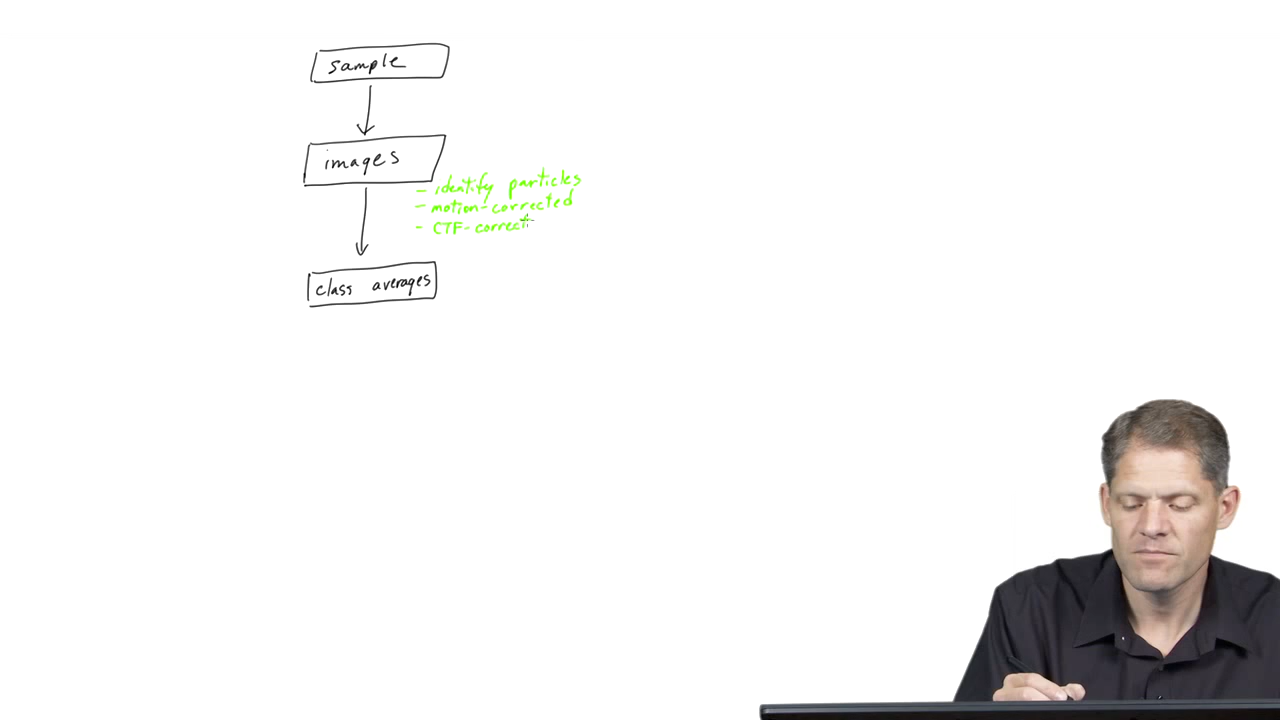 sample
images
- identify particles
- motion-corrected
- CTF-correct
class averages